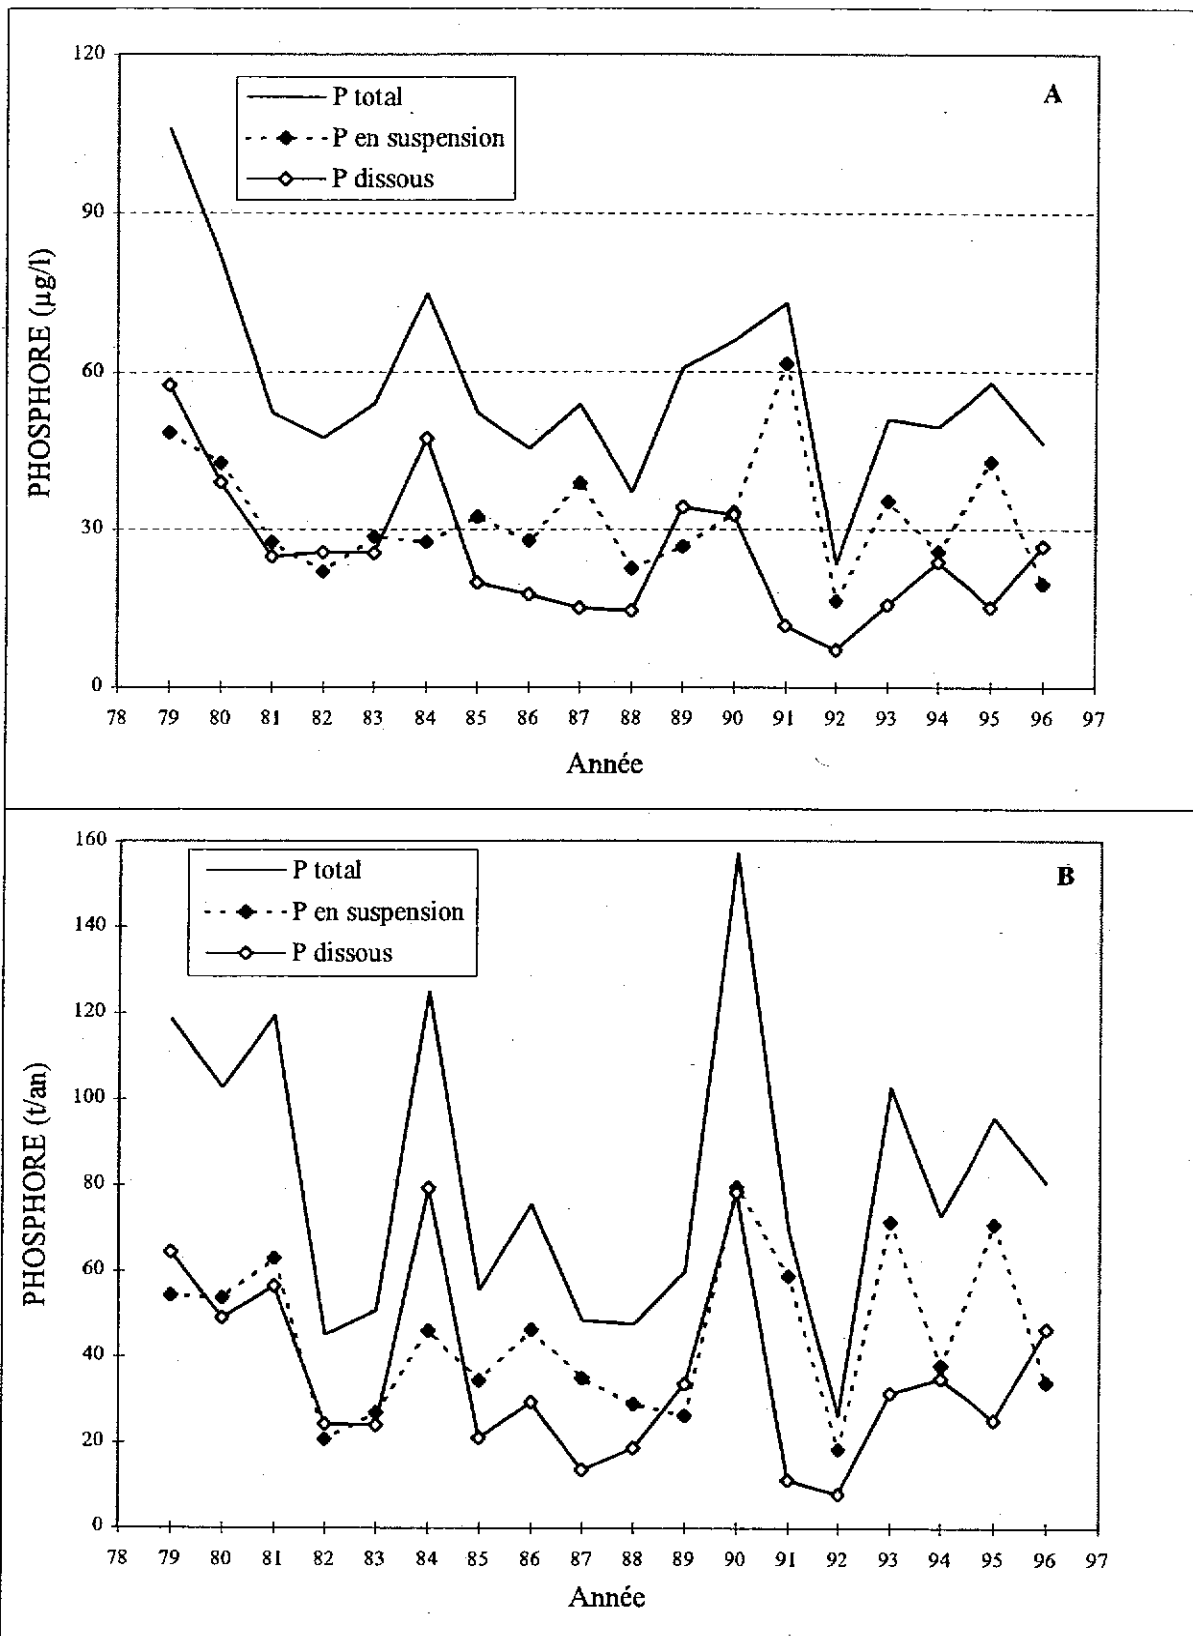 A
P total
P en suspension
P dissous
PHOSPHORE (µg/l)
120
90
60
30
0
78 79 80 81 82 83 84 85 86 87 88 89 90 91 92 93 94 95 96 97
Année
B
P total
P en suspension
P dissous
PHOSPHORE (t/an)
160
140
120
100
80
60
40
20
0
78 79 80 81 82 83 84 85 86 87 88 89 90 91 92 93 94 95 96 97
Année